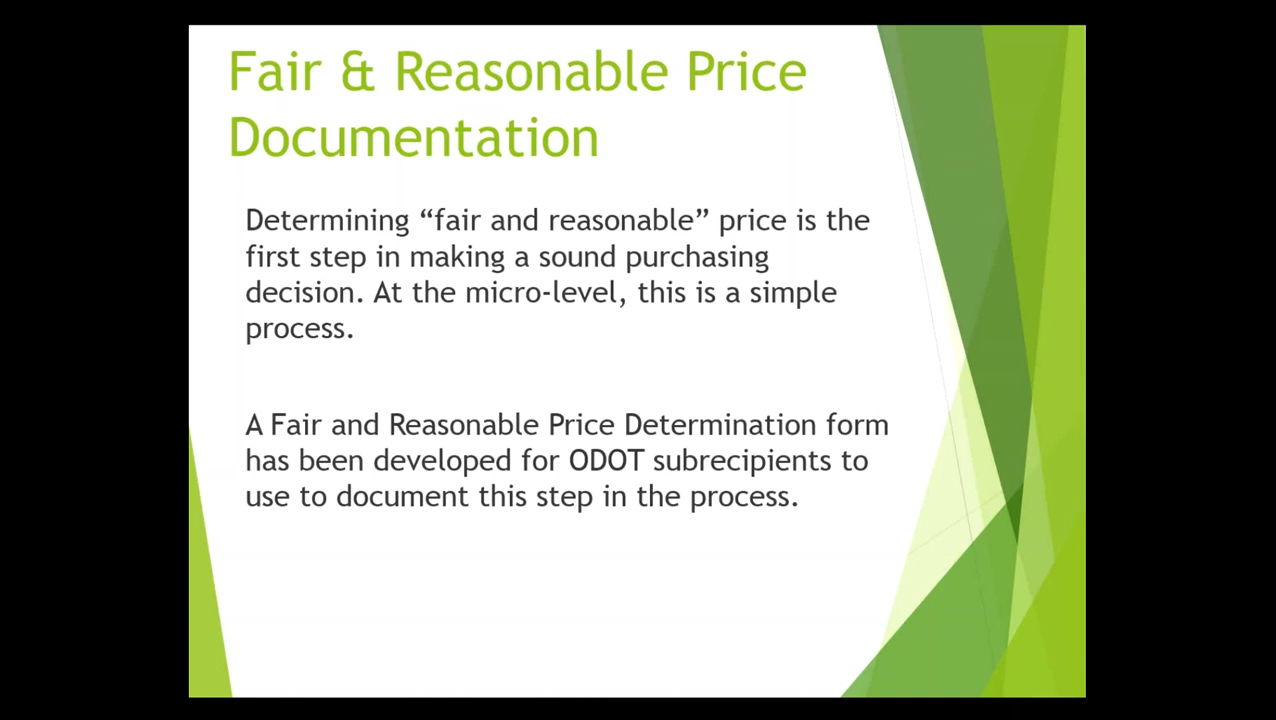 Fair & Reasonable Price
Documentation
Determining “fair and reasonable” price is the
first step in making a sound purchasing
decision. At the micro-level, this is a simple
process.
A Fair and Reasonable Price Determination form
has been developed for ODOT subrecipients to
use to document this step in the process.